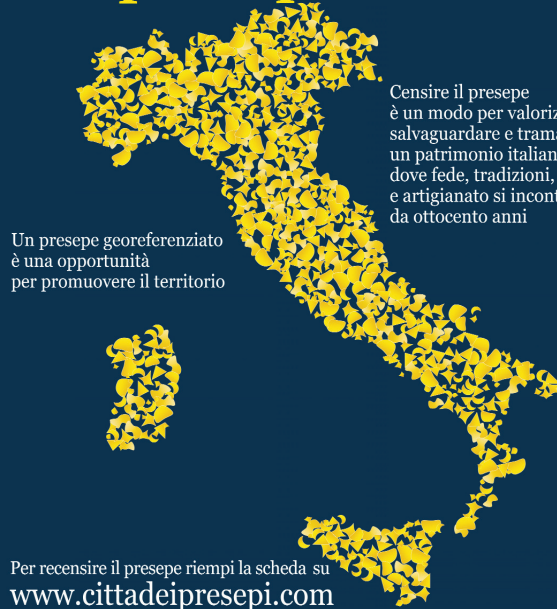 Censire il presepe
è un modo per
salvaguardare e
un patrimonio
dove fede, tradizioni,
e artigianato si
da ottocento anni
Un presepe georeferenziato
è una opportunità
per promuovere il territorio
Per recensire il presepe riempi la scheda su
www.cittadeipresepi.com